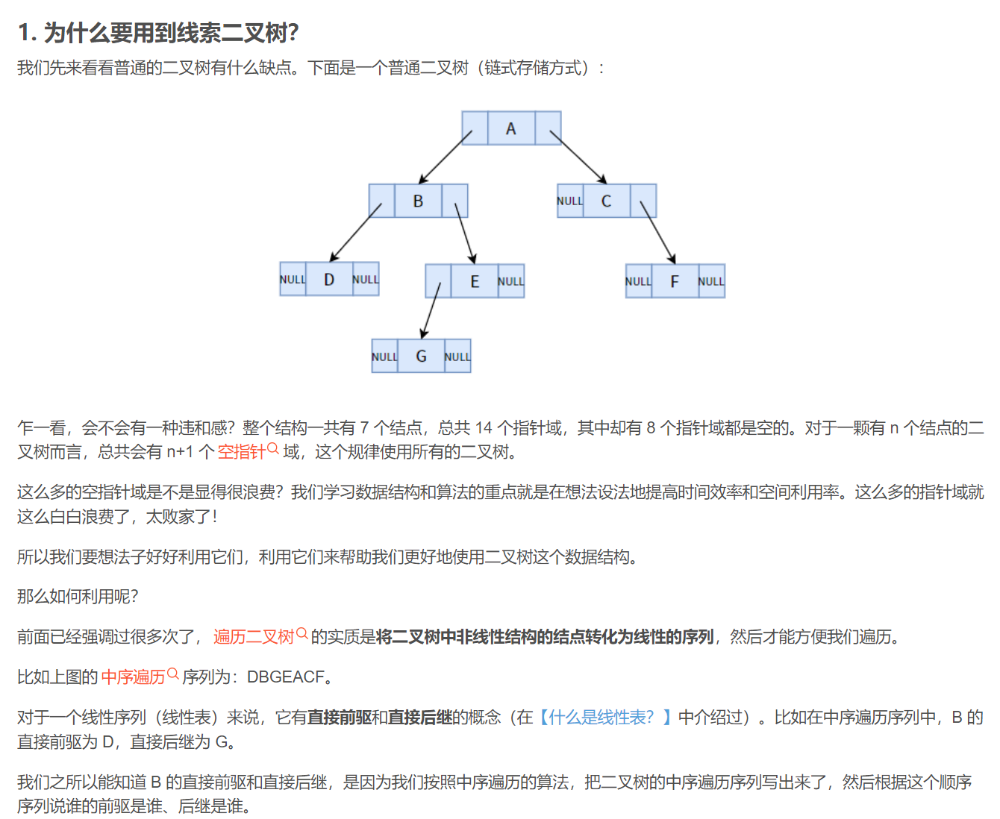 1. 为什么要用到线索二叉树？
我们先来看看普通的二叉树有什么缺点。下面是一个普通二叉树（链式存储方式）：
A
B
NULL C
NULL D NULL
E NULL
NULL F NULL
NULL G NULL
乍一看，会不会有一种违和感？整个结构一共有 7 个结点，总共 14 个指针域，其中却有 8 个指针域都是空的。对于一颗有 n 个结点的二
叉树而言，总共会有 n+1 个 空指针 域，这个规律使用所有的二叉树。
这么多的空指针域是不是显得很浪费？我们学习数据结构和算法的重点就是在想法设法地提高时间效率和空间利用率。这么多的指针域就
这么白白浪费了，太败家了！
所以我们要想法子好好利用它们，利用它们来帮助我们更好地使用二叉树这个数据结构。
那么如何利用呢？
前面已经强调过很多次了， 遍历二叉树 的实质是将二叉树中非线性结构的结点转化为线性的序列，然后才能方便我们遍历。
比如上图的 中序遍历 序列为：DBGEACF。
对于一个线性序列（线性表）来说，它有直接前驱和直接后继的概念（在【什么是线性表？】中介绍过）。比如在中序遍历序列中，B 的
直接前驱为 D，直接后继为 G。
我们之所以能知道 B 的直接前驱和直接后继，是因为我们按照中序遍历的算法，把二叉树的中序遍历序列写出来了，然后根据这个顺序
序列说谁的前驱是谁、后继是谁。